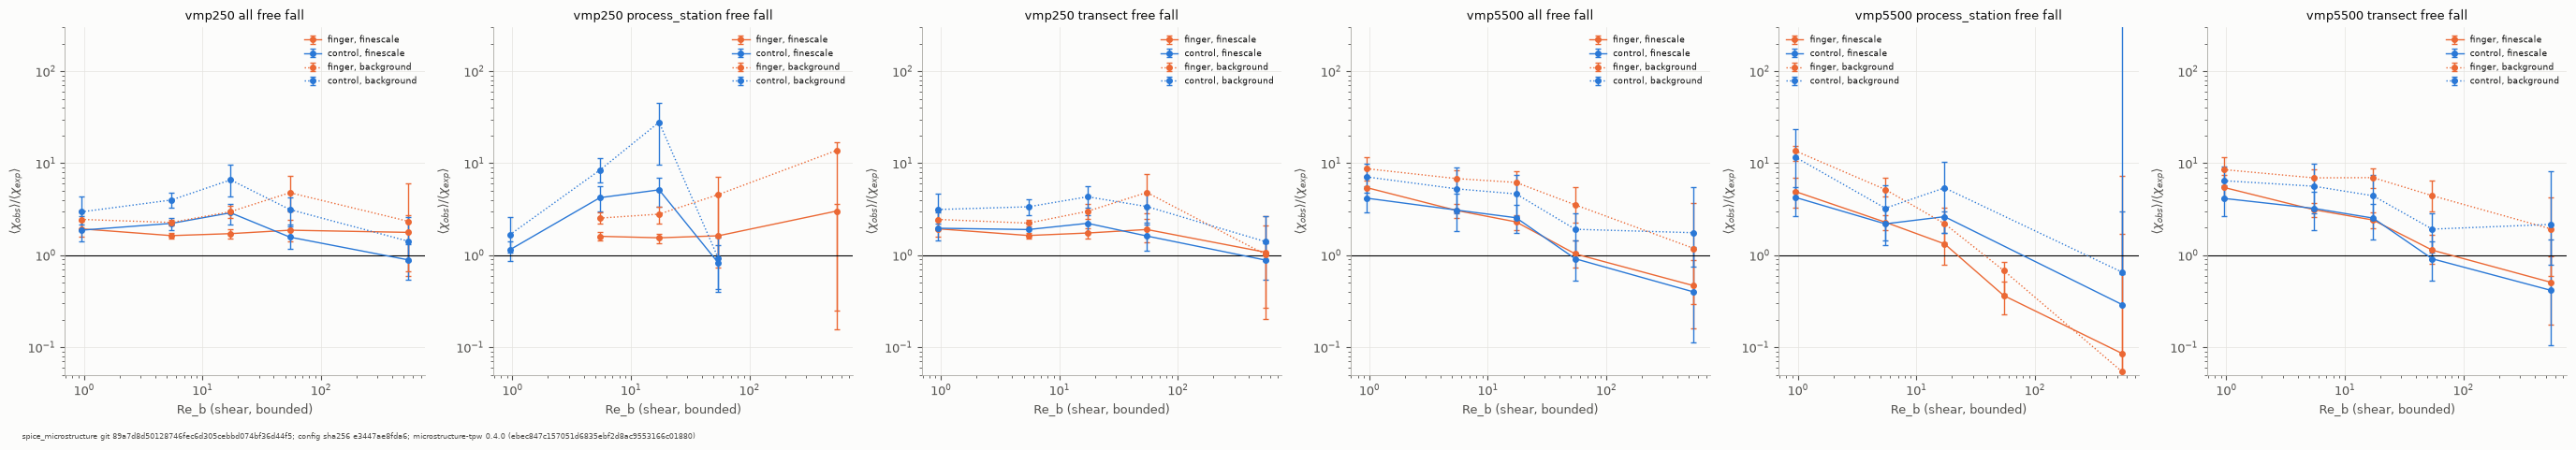 vmp250 all free fall
finger, finescale
control, finescale
finger, background
control, background
⟨χobs⟩/⟨χexp⟩
10²
10¹
10⁰
10⁻¹
10⁰ 10¹ 10²
Re_b (shear, bounded)
vmp250 process_station free fall
finger, finescale
control, finescale
finger, background
control, background
⟨χobs⟩/⟨χexp⟩
10²
10¹
10⁰
10⁻¹
10⁰ 10¹ 10²
Re_b (shear, bounded)
vmp250 transect free fall
finger, finescale
control, finescale
finger, background
control, background
⟨χobs⟩/⟨χexp⟩
10²
10¹
10⁰
10⁻¹
10⁰ 10¹ 10²
Re_b (shear, bounded)
vmp5500 all free fall
finger, finescale
control, finescale
finger, background
control, background
⟨χobs⟩/⟨χexp⟩
10²
10¹
10⁰
10⁻¹
10⁰ 10¹ 10²
Re_b (shear, bounded)
vmp5500 process_station free fall
finger, finescale
control, finescale
finger, background
control, background
⟨χobs⟩/⟨χexp⟩
10²
10¹
10⁰
10⁻¹
10⁰ 10¹ 10²
Re_b (shear, bounded)
vmp5500 transect free fall
finger, finescale
control, finescale
finger, background
control, background
⟨χobs⟩/⟨χexp⟩
10²
10¹
10⁰
10⁻¹
10⁰ 10¹ 10²
Re_b (shear, bounded)
spice_microstructure git 89a7d8d50128746fec6d305cebbd074bf36d44f5; config sha256 e3447ae8fda6; microstructure-tpw 0.4.0 (ebec847c157051d6835ebf2d8ac9553166c01880)